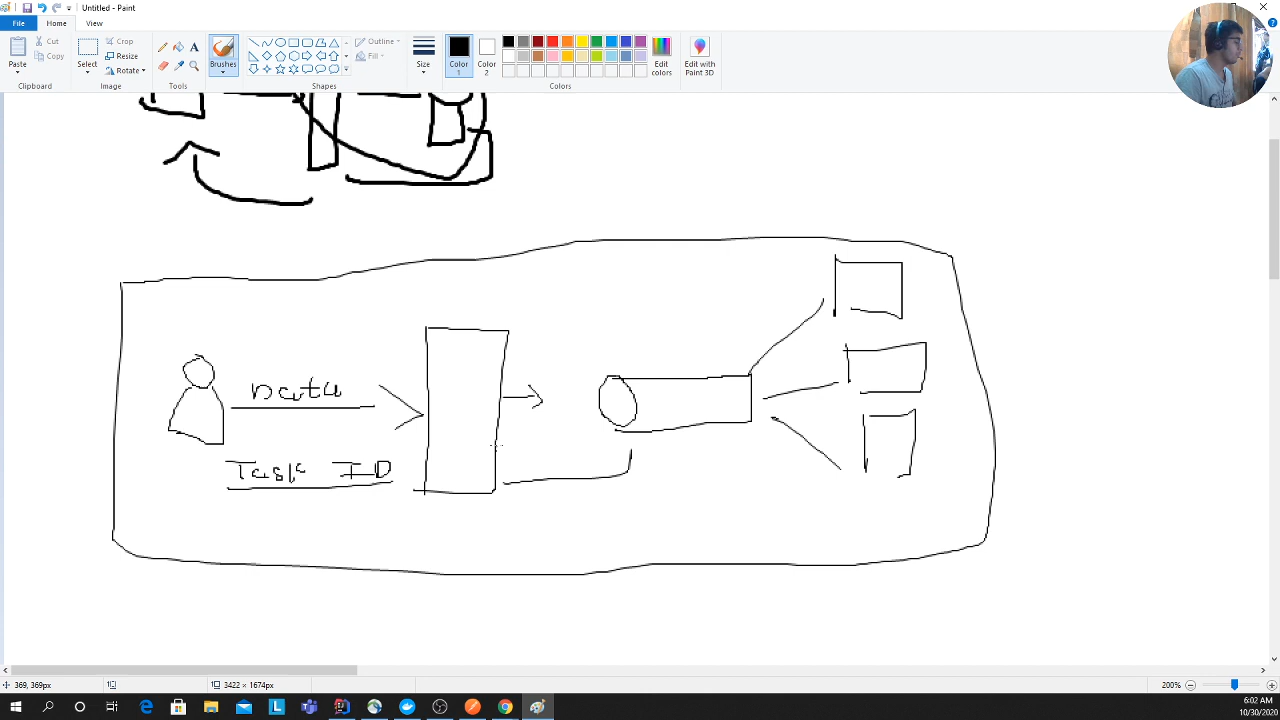 Untitled - Paint
File Home View
Paste
Cut
Copy
Clipboard
Select
Crop
Resize
Rotate
Image
A
Tools
Brushes
Outline
Fill
Shapes
Size
Color 1
Color 2
Edit colors
Colors
Edit with Paint 3D
Data
Task ID
369, 369px
3422 × 1674px
200%
6:02 AM
10/30/2020